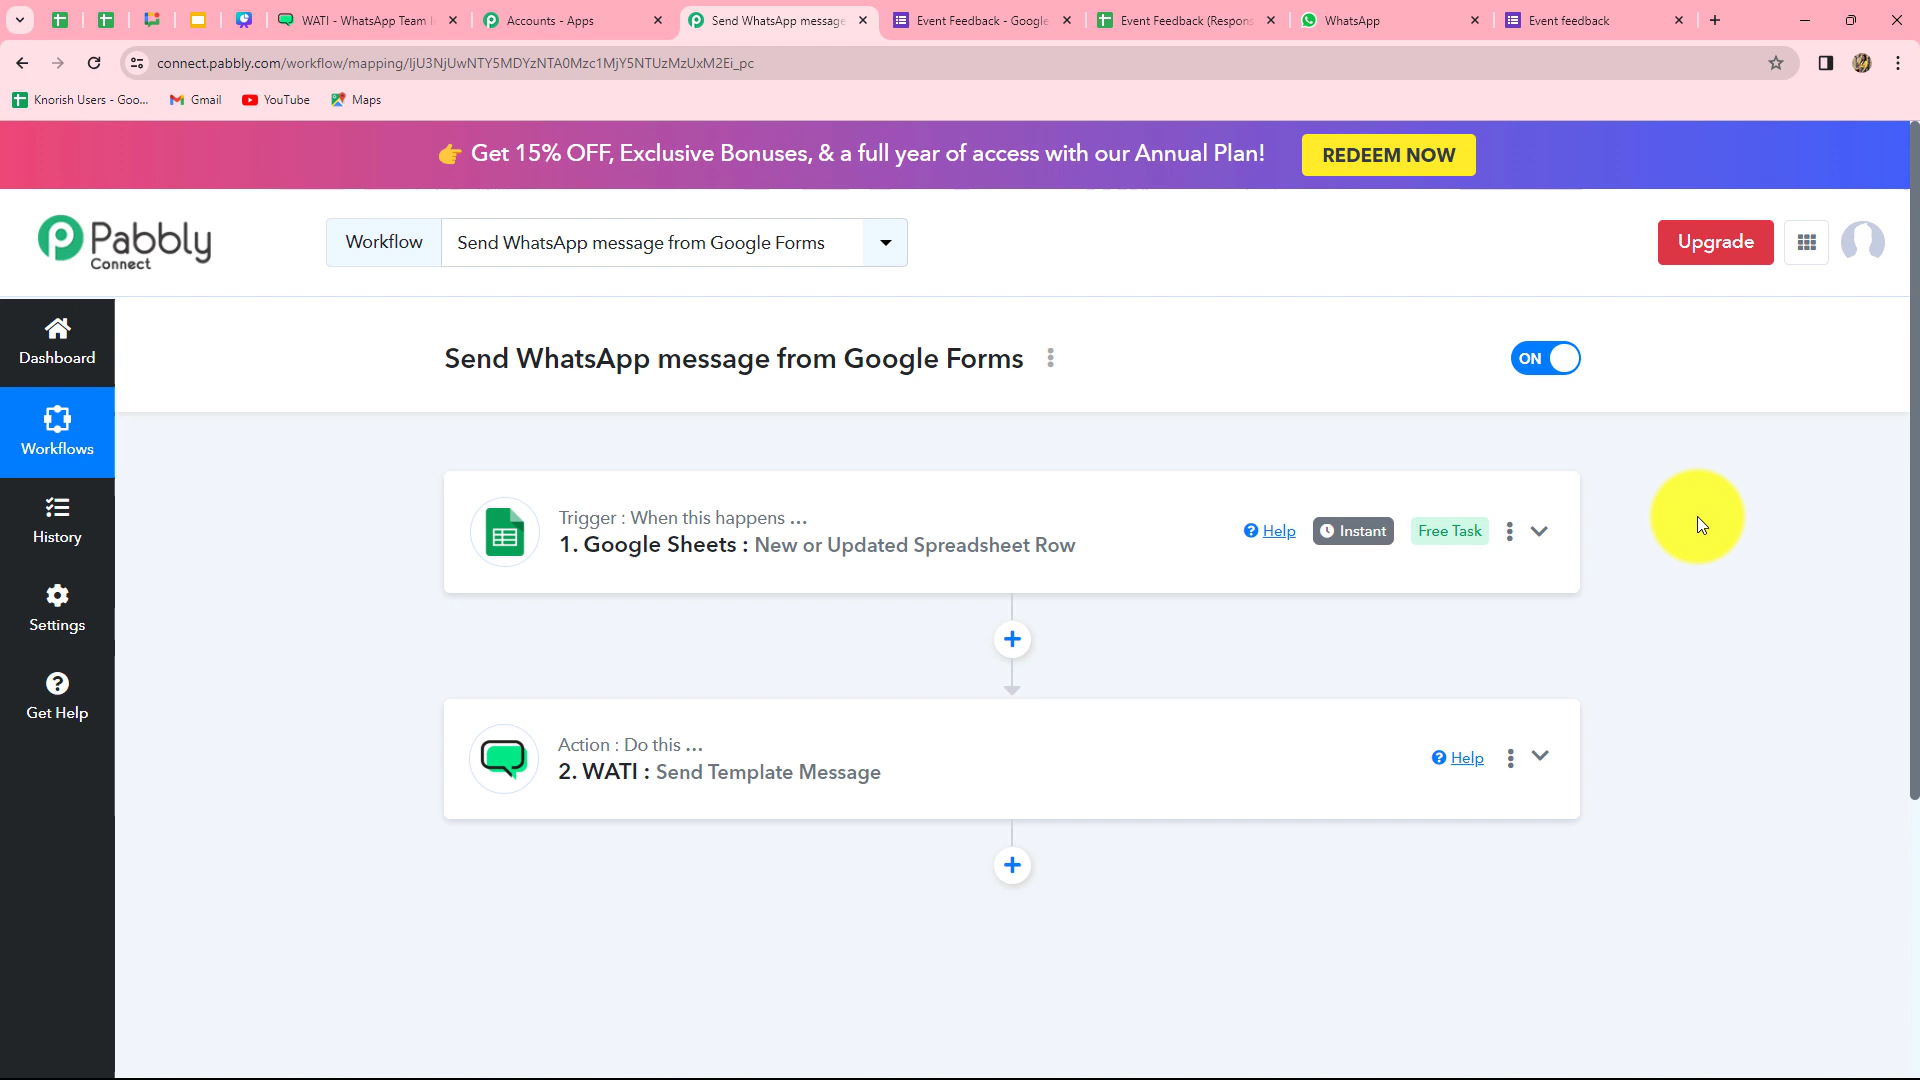 WATI - WhatsApp Team I
Accounts - Apps
Send WhatsApp message
Event Feedback - Google
Event Feedback (Respons
WhatsApp
Event feedback
connect.pabbly.com/workflow/mapping/IjU3NjUwNTY5MDYzNTA0Mzc1MjY5NTUzMzUxM2Ei_pc
Knorish Users - Goo...
Gmail
YouTube
Maps
👉 Get 15% OFF, Exclusive Bonuses, & a full year of access with our Annual Plan!
REDEEM NOW
Pabbly
Connect
Workflow
Send WhatsApp message from Google Forms
Upgrade
Dashboard
Workflows
History
Settings
Get Help
Send WhatsApp message from Google Forms
ON
Trigger : When this happens ...
1. Google Sheets : New or Updated Spreadsheet Row
Help
Instant
Free Task
Action : Do this ...
2. WATI : Send Template Message
Help